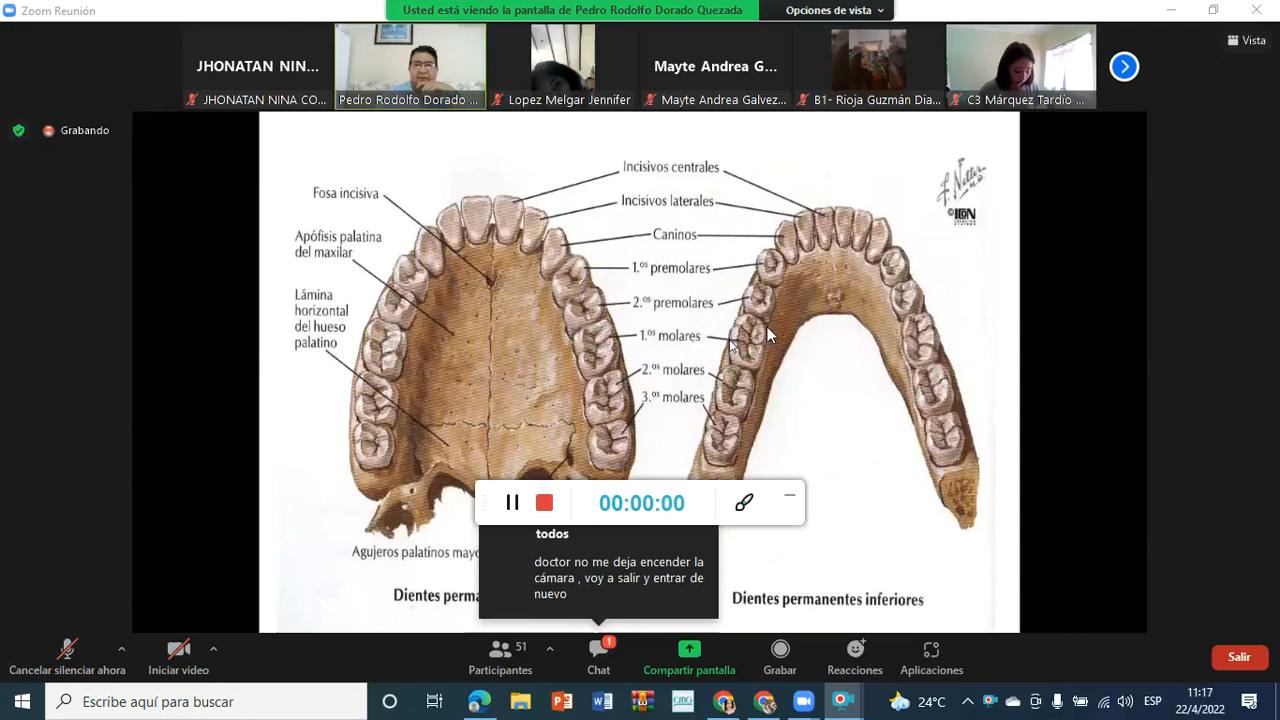 Zoom Reunión
Usted está viendo la pantalla de Pedro Rodolfo Dorado Quezada
Opciones de vista
Vista
JHONATAN NIN...
Mayte Andrea G...
JHONATAN NINA CO...
Pedro Rodolfo Dorado ...
Lopez Melgar Jennifer
Mayte Andrea Galvez...
B1- Rioja Guzmán Dia...
C3 Márquez Tardío ...
Grabando
Incisivos centrales
Fosa incisiva
Incisivos laterales
Apófisis palatina
del maxilar
Caninos
1.os premolares
Lámina
horizontal
del hueso
palatino
2.os premolares
1.os molares
2.os molares
3.os molares
F. Netter
M.D.
©ICON
00:00:00
todos
doctor no me deja encender la
cámara , voy a salir y entrar de
nuevo
Agujeros palatinos mayo
Dientes perma
Dientes permanentes inferiores
Cancelar silenciar ahora
Iniciar video
51
Participantes
1
Chat
Compartir pantalla
Grabar
Reacciones
Aplicaciones
Salir
Escribe aquí para buscar
24°C
ESP
11:17
22/4/2022